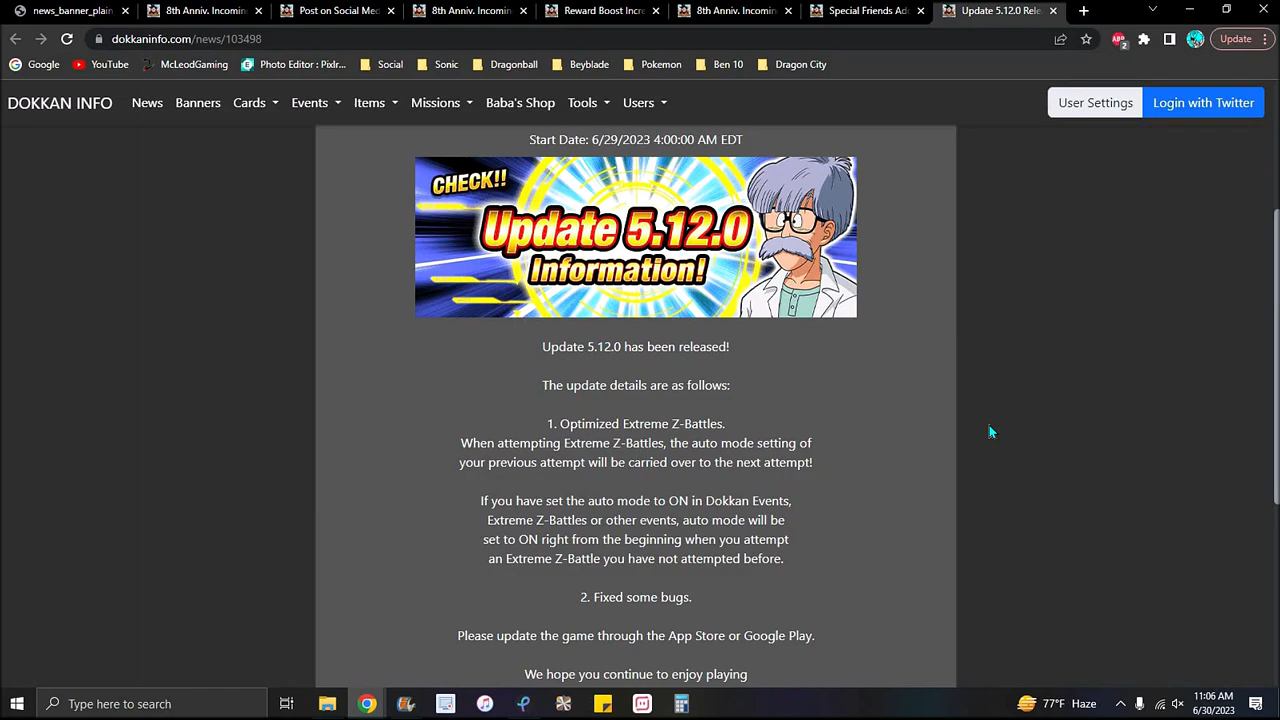 news_banner_plain
8th Anniv. Incomin
Post on Social Med
8th Anniv. Incomin
Reward Boost Incre
8th Anniv. Incomin
Special Friends Ad
Update 5.12.0 Rele
dokkaninfo.com/news/103498
ABP
2
Update
Google
YouTube
McLeodGaming
Photo Editor : Pixlr...
Social
Sonic
Dragonball
Beyblade
Pokemon
Ben 10
Dragon City
DOKKAN INFO
News
Banners
Cards
Events
Items
Missions
Baba's Shop
Tools
Users
User Settings
Login with Twitter
Start Date: 6/29/2023 4:00:00 AM EDT
CHECK!!
Update 5.12.0
Information!
Update 5.12.0 has been released!
The update details are as follows:
1. Optimized Extreme Z-Battles.
When attempting Extreme Z-Battles, the auto mode setting of
your previous attempt will be carried over to the next attempt!
If you have set the auto mode to ON in Dokkan Events,
Extreme Z-Battles or other events, auto mode will be
set to ON right from the beginning when you attempt
an Extreme Z-Battle you have not attempted before.
2. Fixed some bugs.
Please update the game through the App Store or Google Play.
We hope you continue to enjoy playing
Type here to search
77°F Haze
11:06 AM
6/30/2023